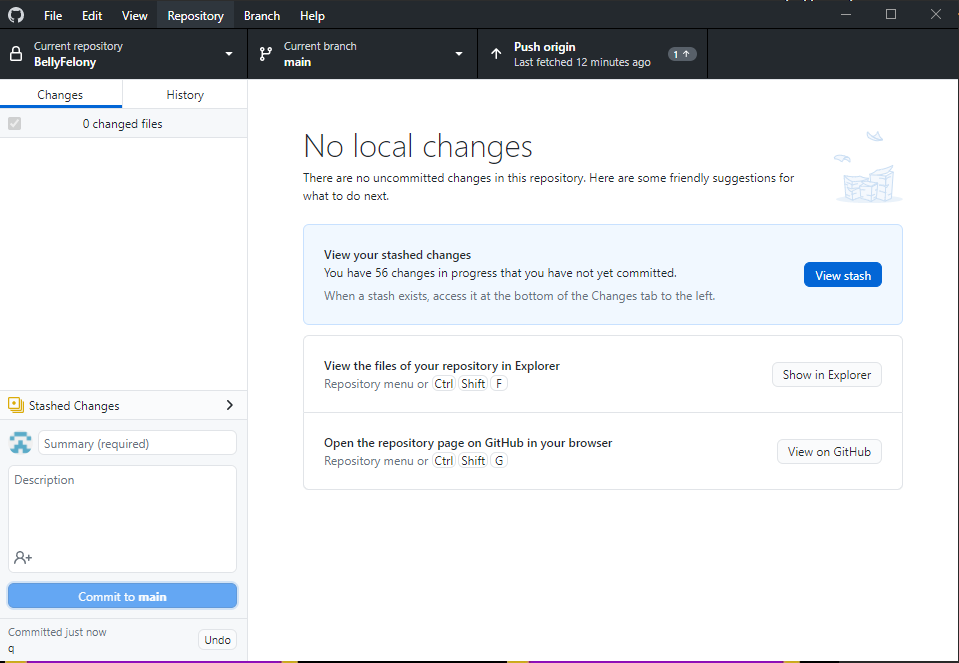 File Edit View Repository Branch Help
Current repository
BellyFelony
Current branch
main
Push origin
Last fetched 12 minutes ago
1
Changes
History
0 changed files
No local changes
There are no uncommitted changes in this repository. Here are some friendly suggestions for
what to do next.
View your stashed changes
You have 56 changes in progress that you have not yet committed.
When a stash exists, access it at the bottom of the Changes tab to the left.
View stash
View the files of your repository in Explorer
Repository menu or Ctrl Shift F
Show in Explorer
Open the repository page on GitHub in your browser
Repository menu or Ctrl Shift G
View on GitHub
Stashed Changes
Summary (required)
Description
Commit to main
Committed just now
q
Undo